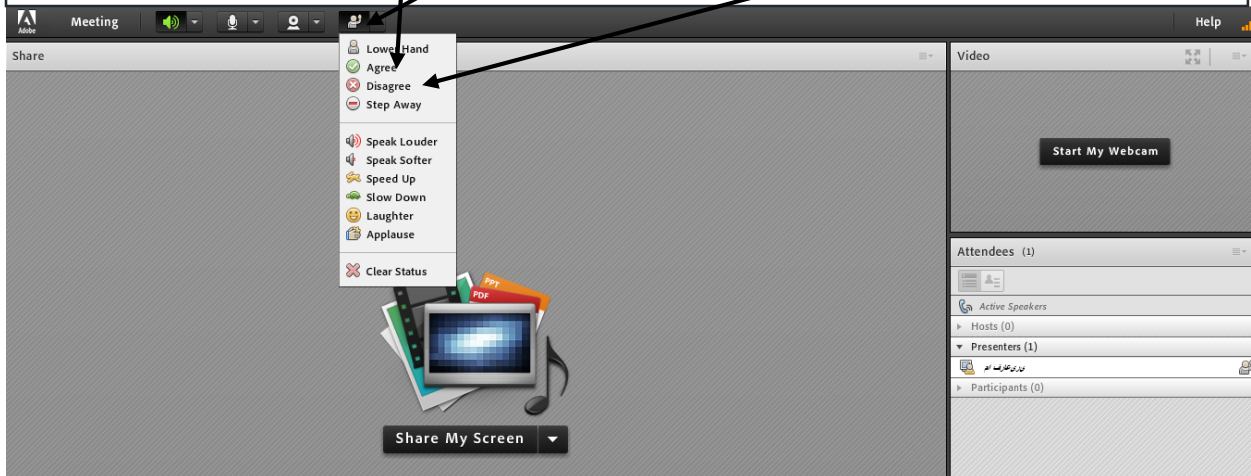 Adobe
Meeting
Help
Share
Lower Hand
Agree
Disagree
Step Away
Speak Louder
Speak Softer
Speed Up
Slow Down
Laughter
Applause
Clear Status
PPT
PDF
Share My Screen
Video
Start My Webcam
Attendees (1)
Active Speakers
Hosts (0)
Presenters (1)
Participants (0)